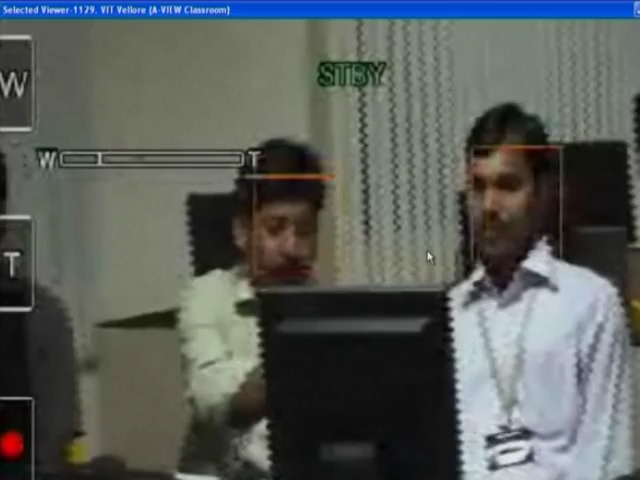 Selected Viewer-1129. VIT Vellore (A-VIEW Classroom)
STBY
W
W T
T